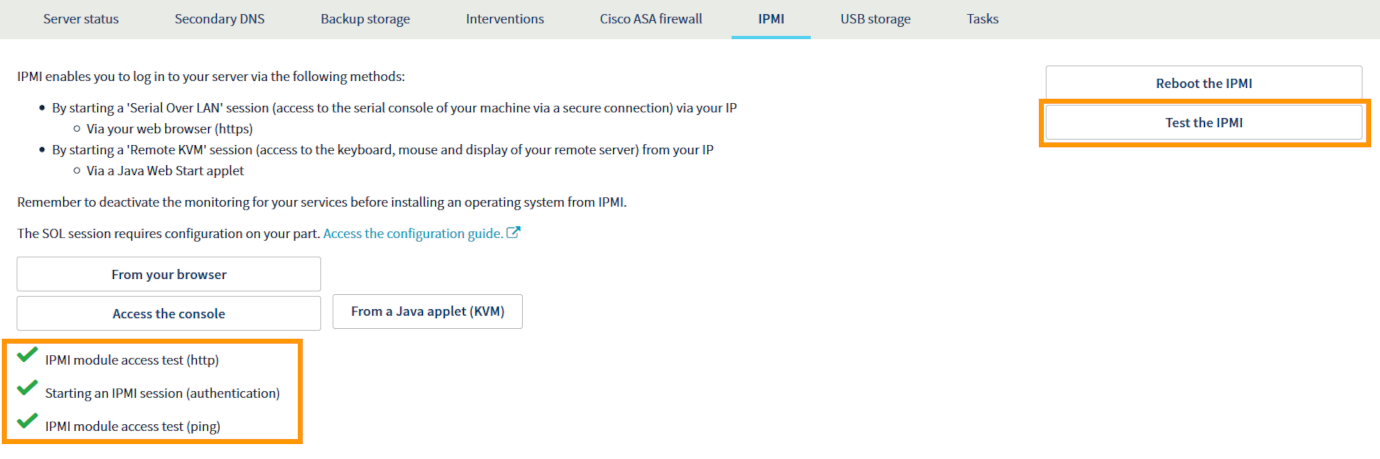 Server status Secondary DNS Backup storage Interventions Cisco ASA firewall IPMI USB storage Tasks
IPMI enables you to log in to your server via the following methods:
By starting a 'Serial Over LAN' session (access to the serial console of your machine via a secure connection) via your IP
Via your web browser (https)
By starting a 'Remote KVM' session (access to the keyboard, mouse and display of your remote server) from your IP
Via a Java Web Start applet
Remember to deactivate the monitoring for your services before installing an operating system from IPMI.
The SOL session requires configuration on your part. Access the configuration guide.
Reboot the IPMI
Test the IPMI
From your browser
Access the console
From a Java applet (KVM)
IPMI module access test (http)
Starting an IPMI session (authentication)
IPMI module access test (ping)